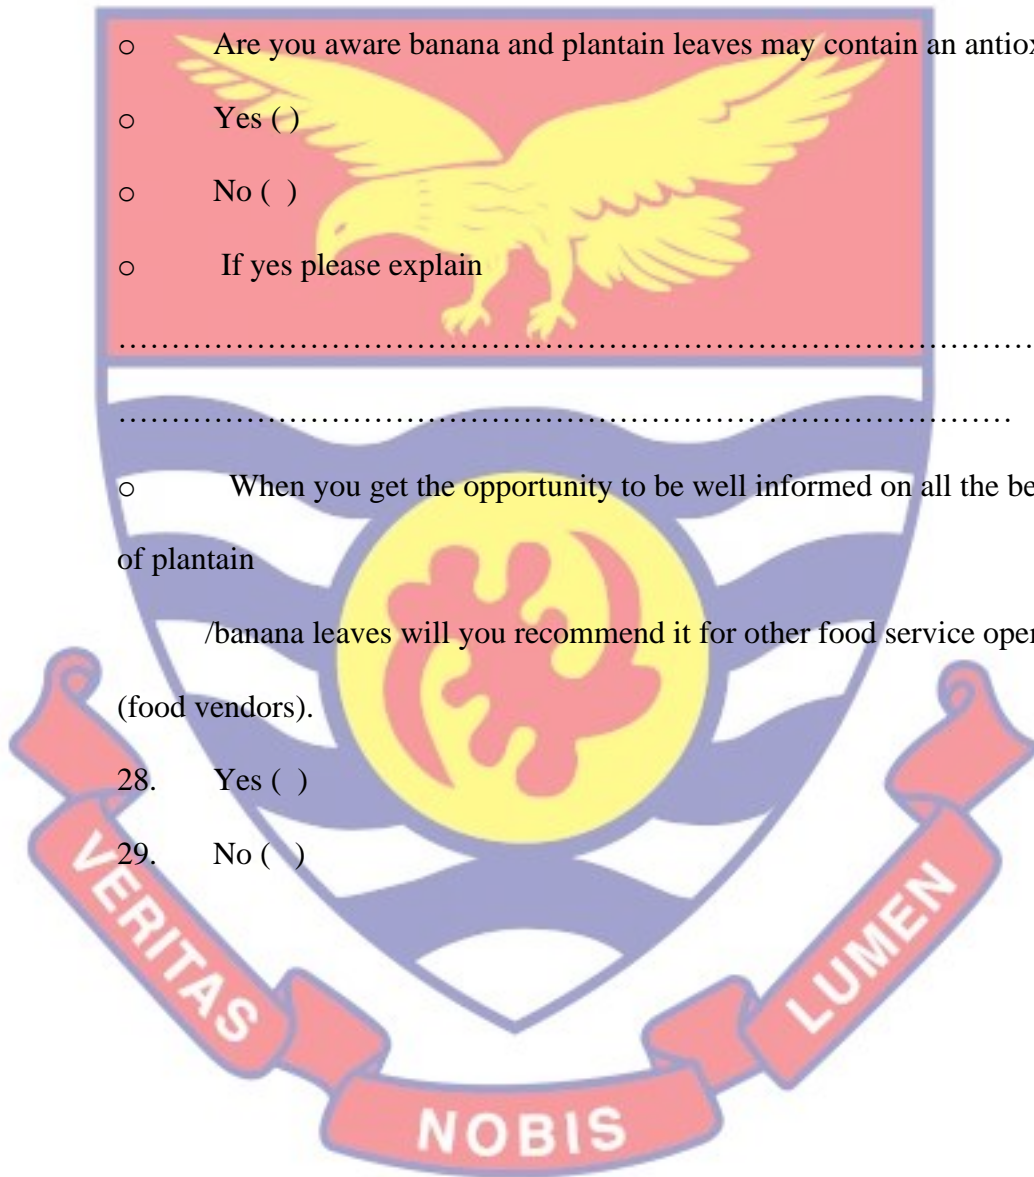 o Are you aware banana and plantain leaves may contain an antiox
o Yes ( )
o No ( )
o If yes please explain
……………………………………………………………………………
…………………………………………………………………………
o When you get the opportunity to be well informed on all the be
of plantain
/banana leaves will you recommend it for other food service oper
(food vendors).
28. Yes ( )
29. No ( )
VERITAS
NOBIS
LUMEN